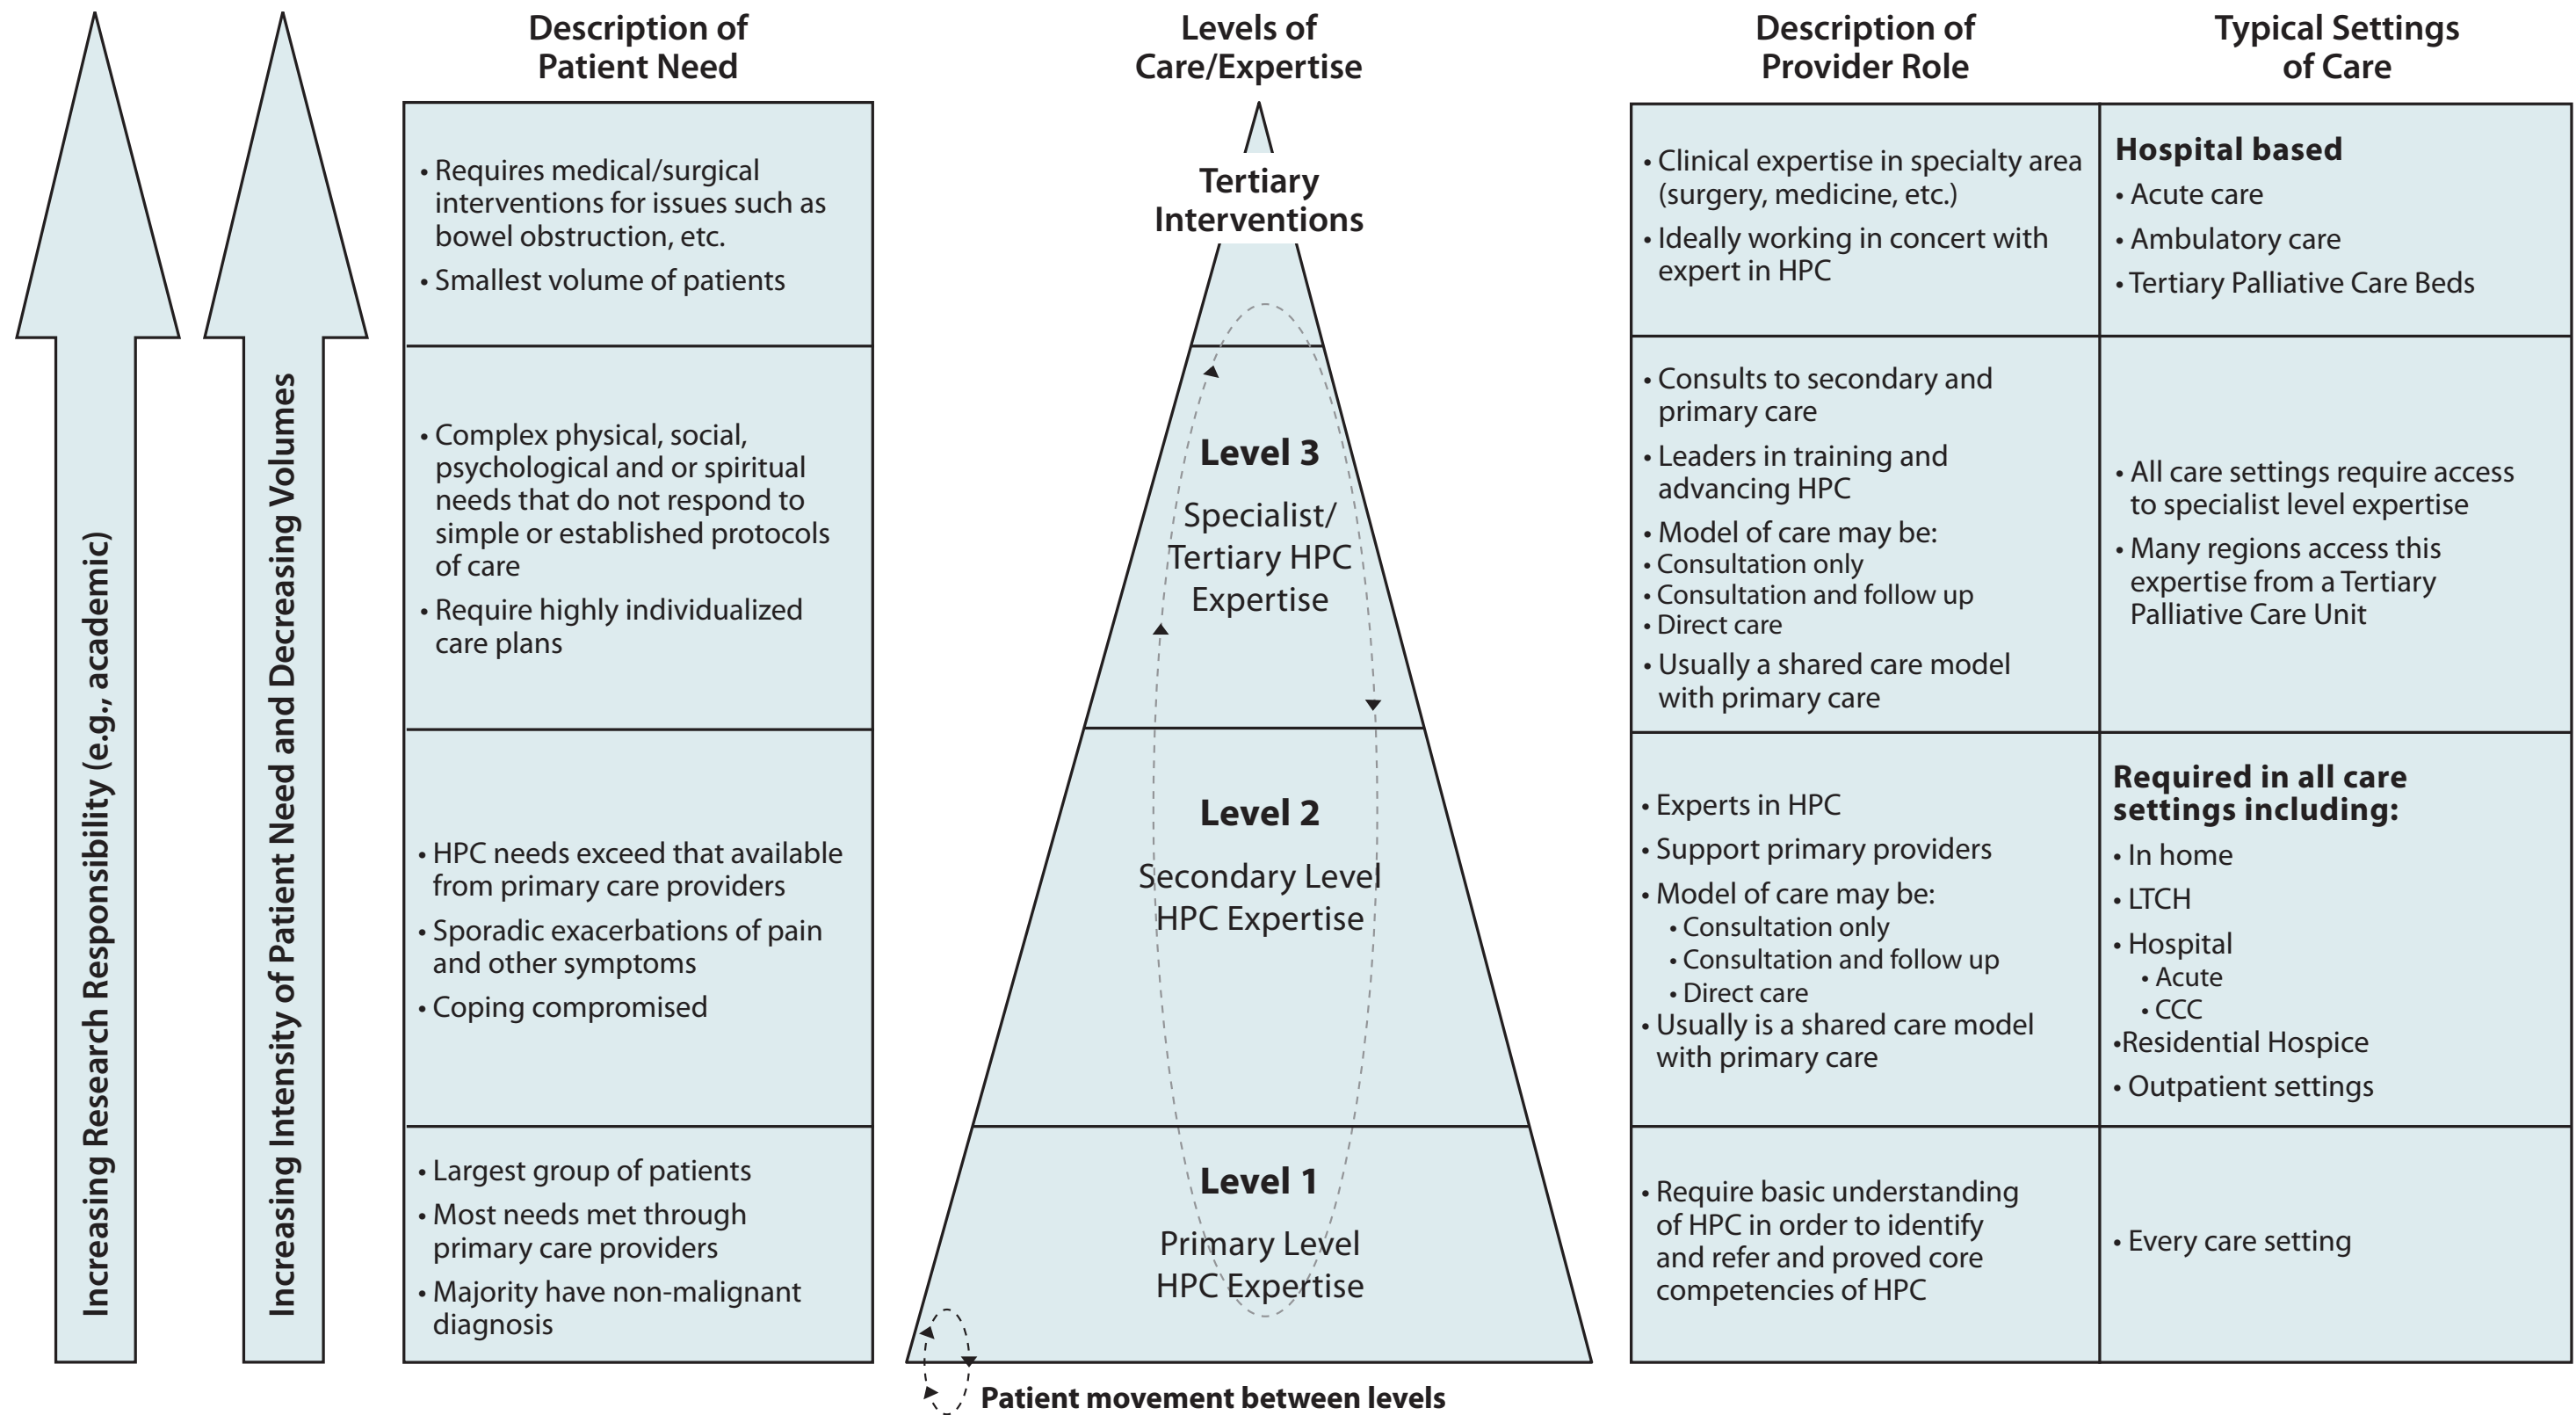 Increasing Research Responsibility (e.g., academic)
Increasing Intensity of Patient Need and Decreasing Volumes
Description of
Patient Need
• Requires medical/surgical
interventions for issues such as
bowel obstruction, etc.
• Smallest volume of patients
• Complex physical, social,
psychological and or spiritual
needs that do not respond to
simple or established protocols
of care
• Require highly individualized
care plans
• HPC needs exceed that available
from primary care providers
• Sporadic exacerbations of pain
and other symptoms
• Coping compromised
• Largest group of patients
• Most needs met through
primary care providers
• Majority have non-malignant
diagnosis
Levels of
Care/Expertise
Tertiary
Interventions
Level 3
Specialist/
Tertiary HPC
Expertise
Level 2
Secondary Level
HPC Expertise
Level 1
Primary Level
HPC Expertise
Patient movement between levels
Description of
Provider Role
• Clinical expertise in specialty area
(surgery, medicine, etc.)
• Ideally working in concert with
expert in HPC
• Consults to secondary and
primary care
• Leaders in training and
advancing HPC
• Model of care may be:
• Consultation only
• Consultation and follow up
• Direct care
• Usually a shared care model
with primary care
• Experts in HPC
• Support primary providers
• Model of care may be:
• Consultation only
• Consultation and follow up
• Direct care
• Usually is a shared care model
with primary care
• Require basic understanding
of HPC in order to identify
and refer and proved core
competencies of HPC
Typical Settings
of Care
Hospital based
• Acute care
• Ambulatory care
• Tertiary Palliative Care Beds
• All care settings require access
to specialist level expertise
• Many regions access this
expertise from a Tertiary
Palliative Care Unit
Required in all care
settings including:
• In home
• LTCH
• Hospital
• Acute
• CCC
•Residential Hospice
• Outpatient settings
• Every care setting